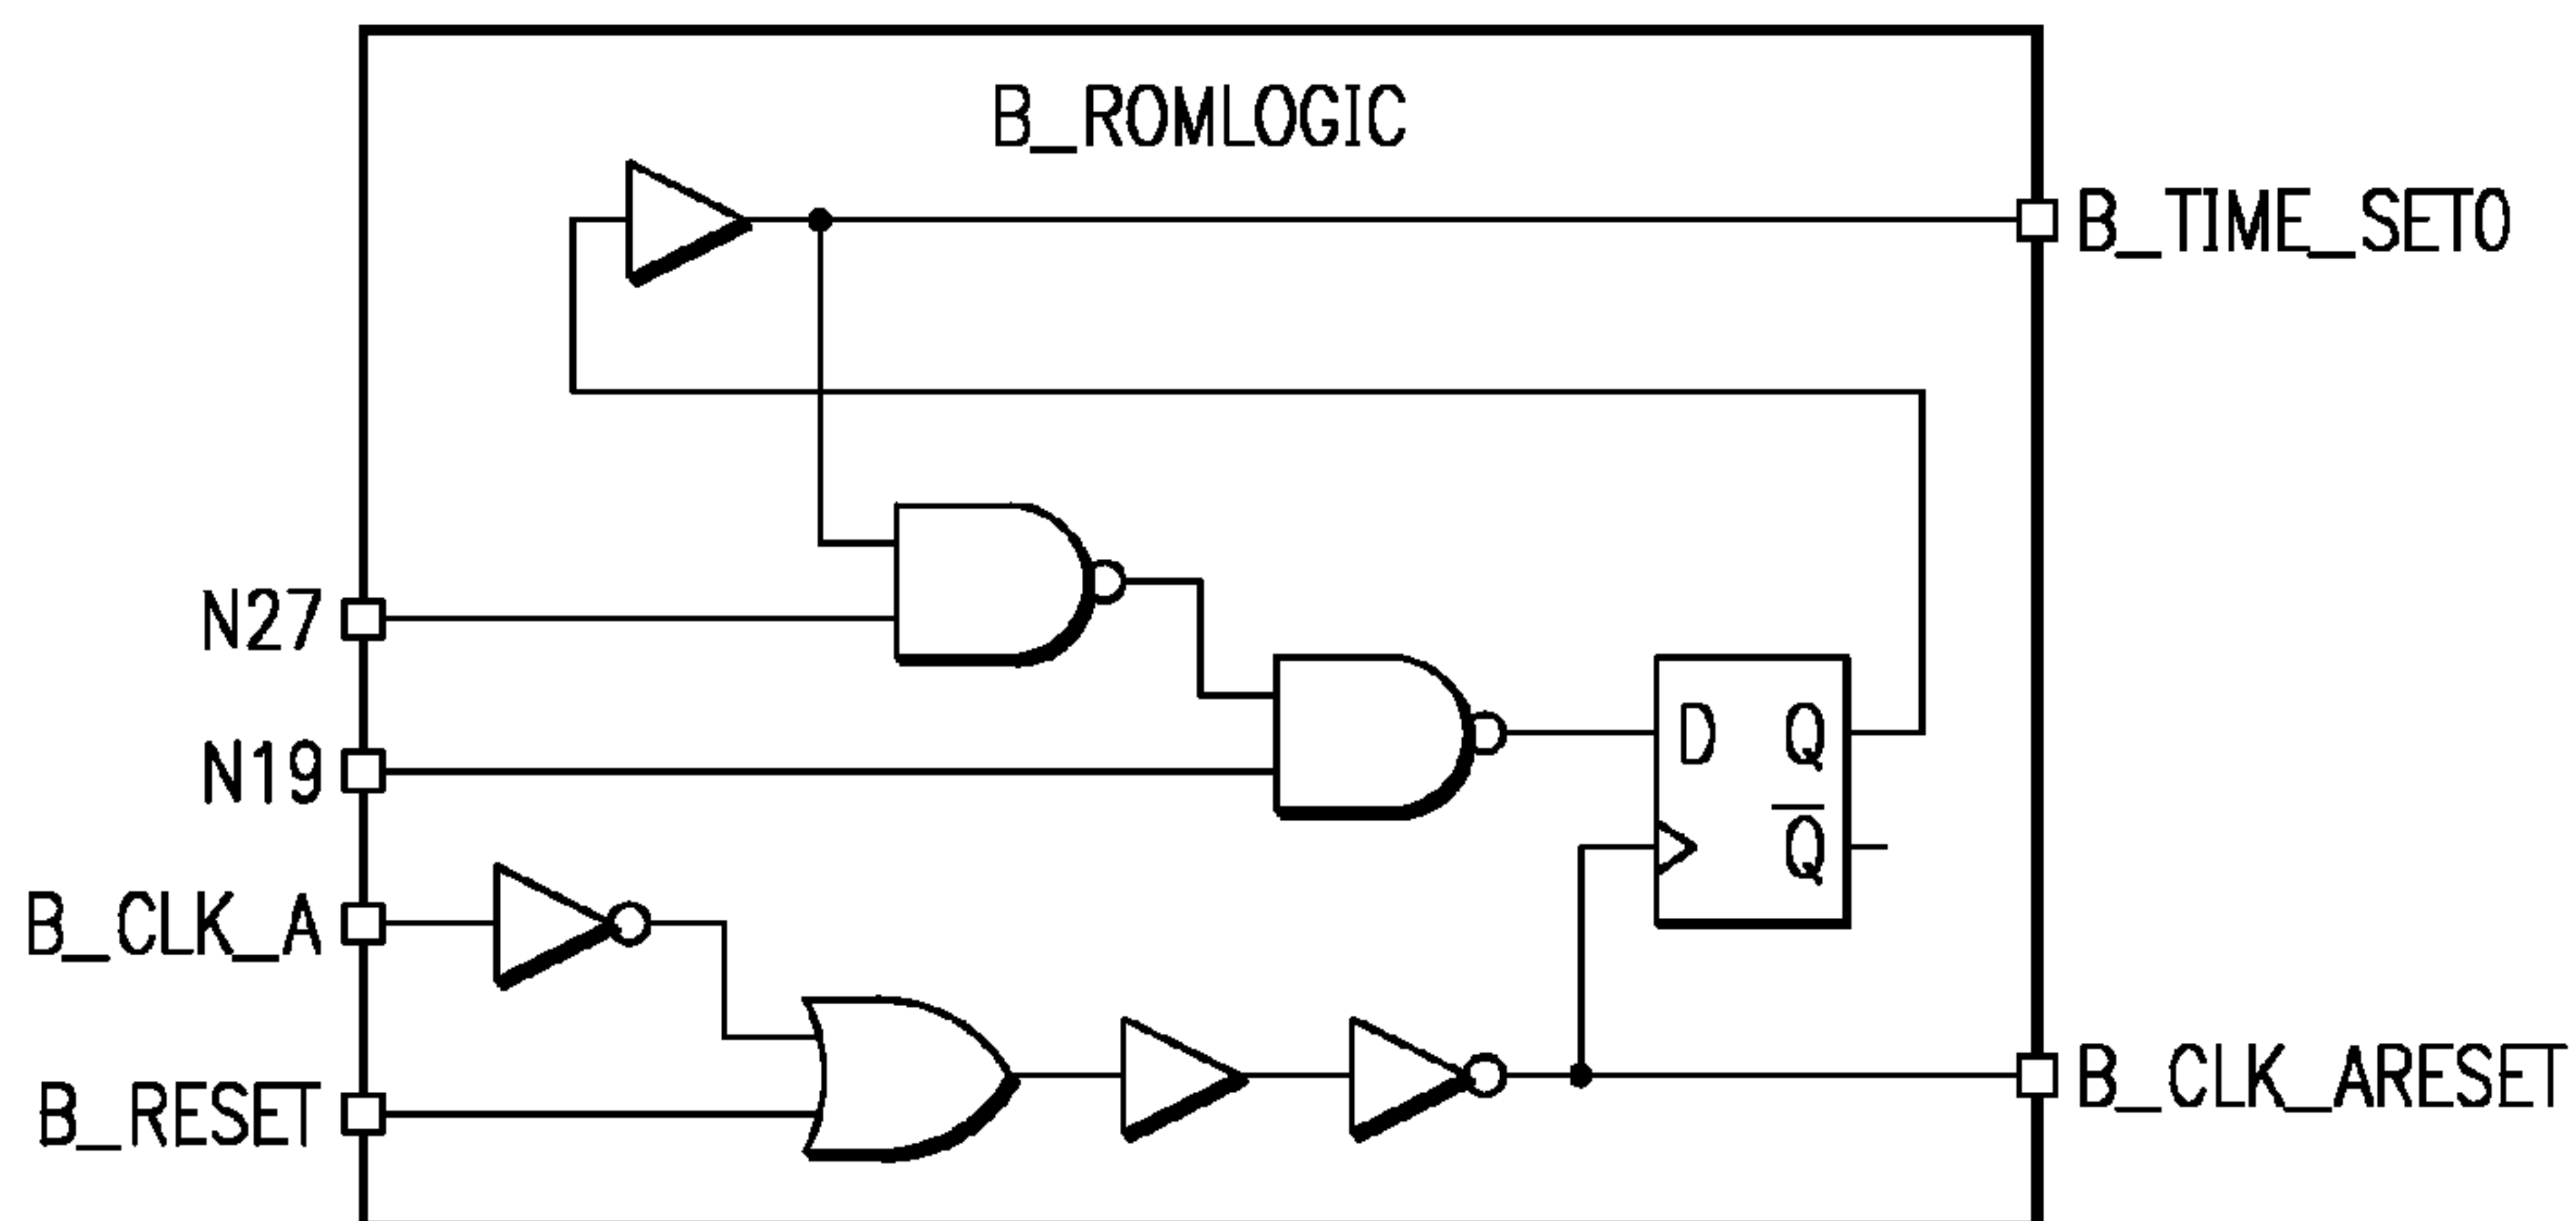 B_ROMLOGIC
B_TIME_SET0
N27
N19
D Q
B_CLK_A
Q̅
B_RESET
B_CLK_ARESET